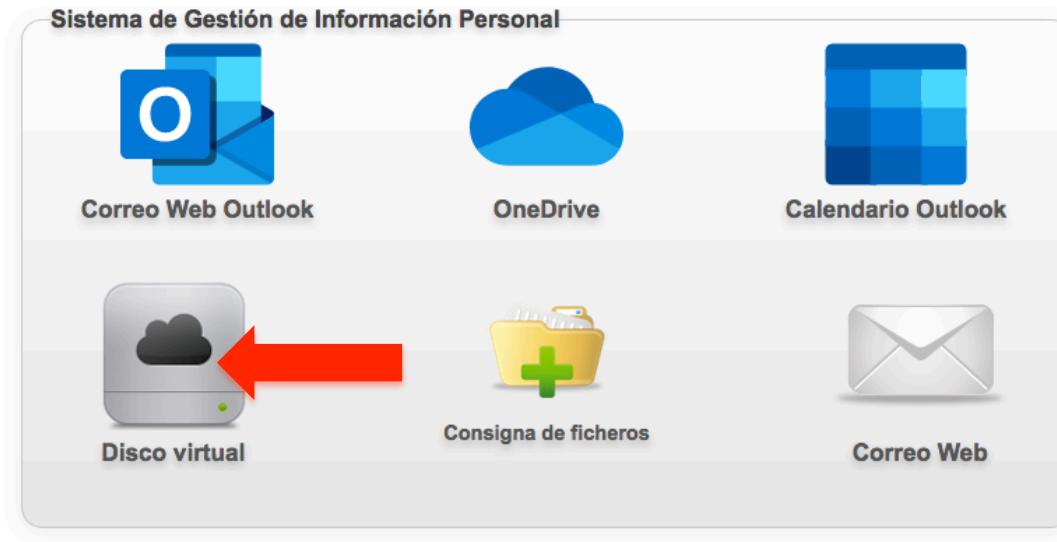 Sistema de Gestión de Información Personal
O
Correo Web Outlook
OneDrive
Calendario Outlook
Disco virtual
Consigna de ficheros
Correo Web